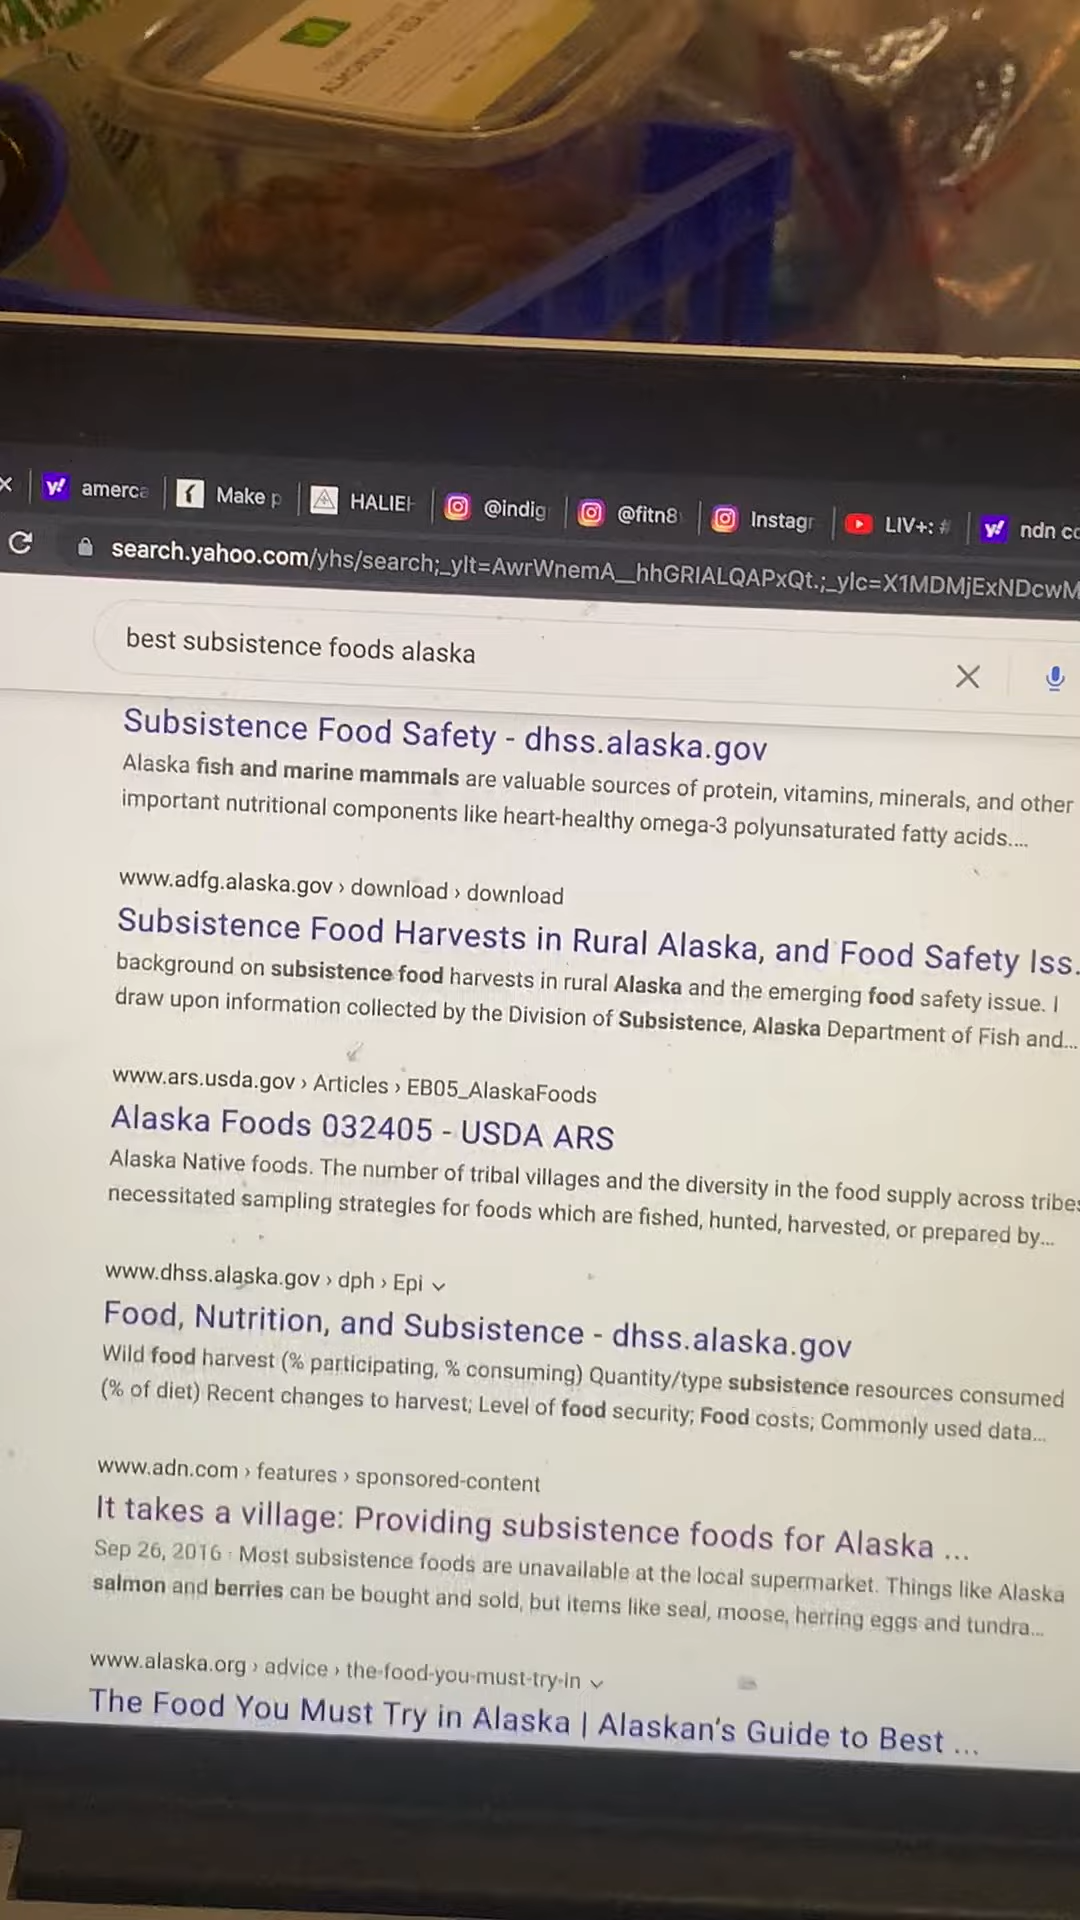 ALMONDS W/ SEA
amerca
Make p
HALIEH
@indig
@fitn8
Instagr
LIV+: #
ndn co
search.yahoo.com/yhs/search;_ylt=AwrWnemA__hhGRIALQAPxQt.;_ylc=X1MDMjExNDcwM
best subsistence foods alaska
Subsistence Food Safety - dhss.alaska.gov
Alaska fish and marine mammals are valuable sources of protein, vitamins, minerals, and other
important nutritional components like heart-healthy omega-3 polyunsaturated fatty acids....
www.adfg.alaska.gov › download › download
Subsistence Food Harvests in Rural Alaska, and Food Safety Iss.
background on subsistence food harvests in rural Alaska and the emerging food safety issue. I
draw upon information collected by the Division of Subsistence, Alaska Department of Fish and...
www.ars.usda.gov › Articles › EB05_AlaskaFoods
Alaska Foods 032405 - USDA ARS
Alaska Native foods. The number of tribal villages and the diversity in the food supply across tribes
necessitated sampling strategies for foods which are fished, hunted, harvested, or prepared by...
www.dhss.alaska.gov › dph › Epi
Food, Nutrition, and Subsistence - dhss.alaska.gov
Wild food harvest (% participating, % consuming) Quantity/type subsistence resources consumed
(% of diet) Recent changes to harvest; Level of food security; Food costs; Commonly used data...
www.adn.com › features › sponsored-content
It takes a village: Providing subsistence foods for Alaska ...
Sep 26, 2016 · Most subsistence foods are unavailable at the local supermarket. Things like Alaska
salmon and berries can be bought and sold, but items like seal, moose, herring eggs and tundra...
www.alaska.org › advice › the-food-you-must-try-in
The Food You Must Try in Alaska | Alaskan's Guide to Best ...